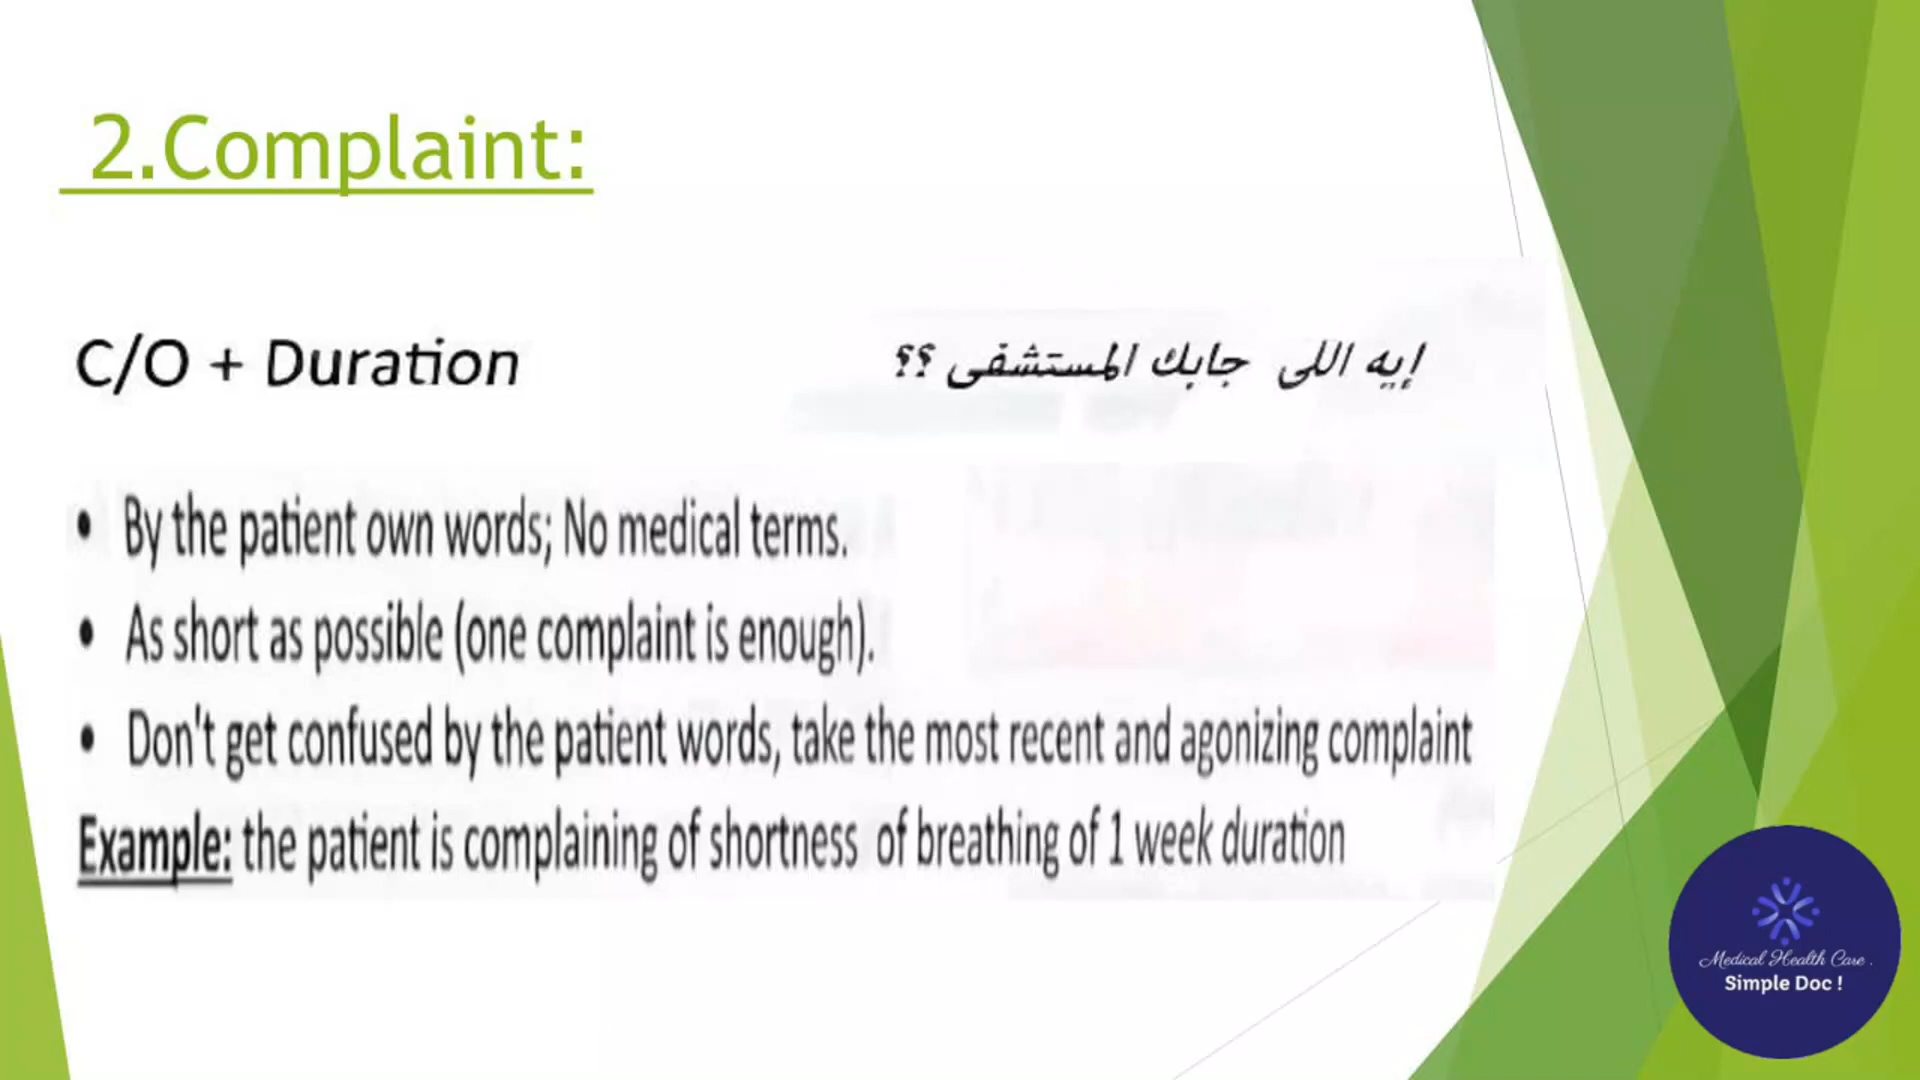 2.Complaint:
C/O + Duration
إيه اللى جابك المستشفى ؟؟
• By the patient own words; No medical terms.
• As short as possible (one complaint is enough).
• Don't get confused by the patient words, take the most recent and agonizing complaint
Example: the patient is complaining of shortness of breathing of 1 week duration
Medical Health Care .
Simple Doc !